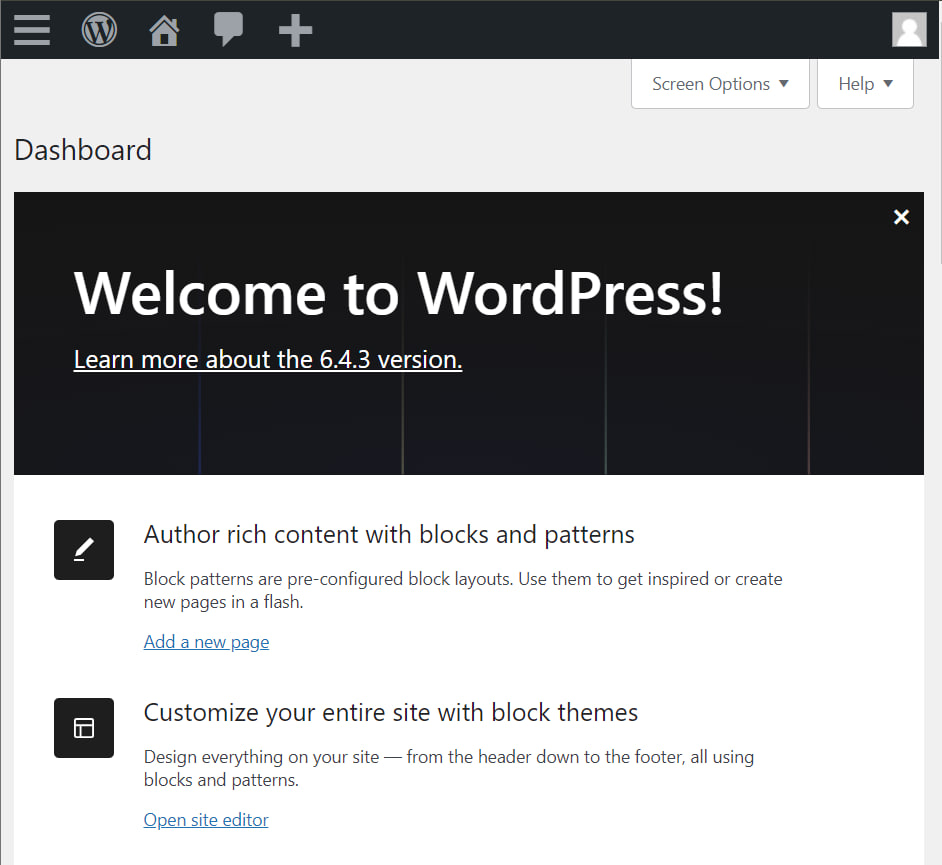 Screen Options
Help
Dashboard
Welcome to WordPress!
Learn more about the 6.4.3 version.
Author rich content with blocks and patterns
Block patterns are pre-configured block layouts. Use them to get inspired or create
new pages in a flash.
Add a new page
Customize your entire site with block themes
Design everything on your site — from the header down to the footer, all using
blocks and patterns.
Open site editor